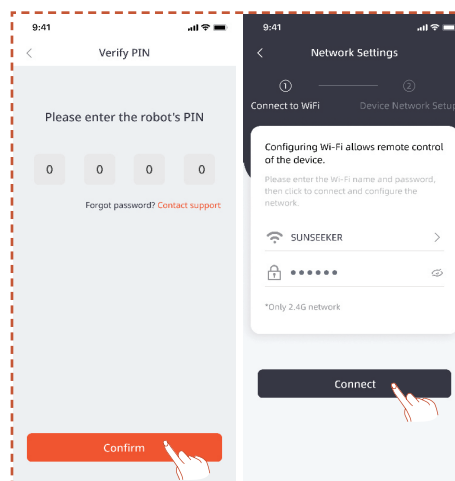 9:41
Verify PIN
Please enter the robot's PIN
0 0 0 0
Forgot password? Contact support
Confirm
9:41
Network Settings
1 2
Connect to WiFi Device Network Setup
Configuring Wi-Fi allows remote control
of the device.
Please enter the Wi-Fi name and password,
then click to connect and configure the
network.
SUNSEEKER
*Only 2.4G network
Connect